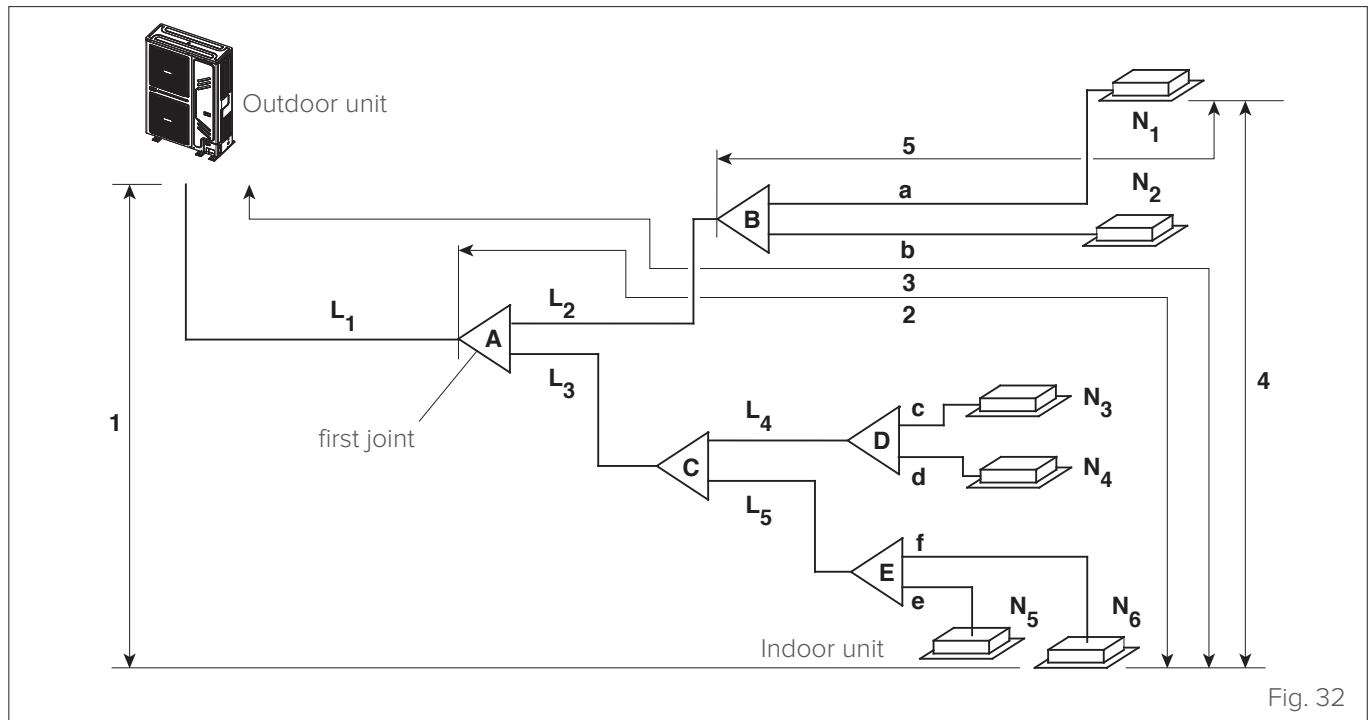 Outdoor unit
N1
5
a
N2
B
b
3
L2
2
L1
A
L3
4
1
first joint
L4
c
N3
D
C
d
N4
L5
f
E
e
N5
N6
Indoor unit
Fig. 32